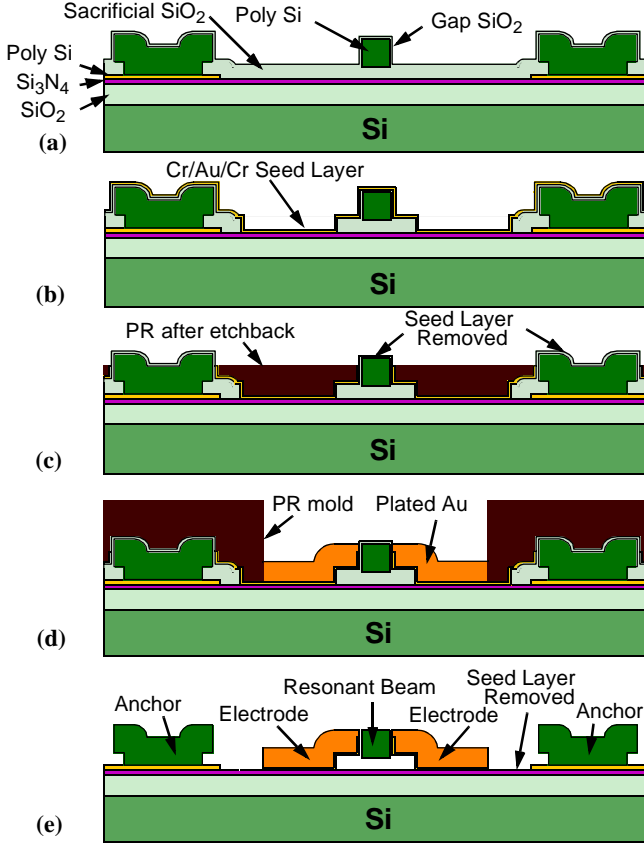 Sacrificial SiO2
Poly Si
Gap SiO2
Poly Si
Si3N4
SiO2
Si
(a)
Cr/Au/Cr Seed Layer
Si
(b)
PR after etchback
Seed Layer
Removed
Si
(c)
PR mold
Plated Au
Si
(d)
Anchor
Electrode
Resonant Beam
Electrode
Seed Layer
Removed
Anchor
Si
(e)